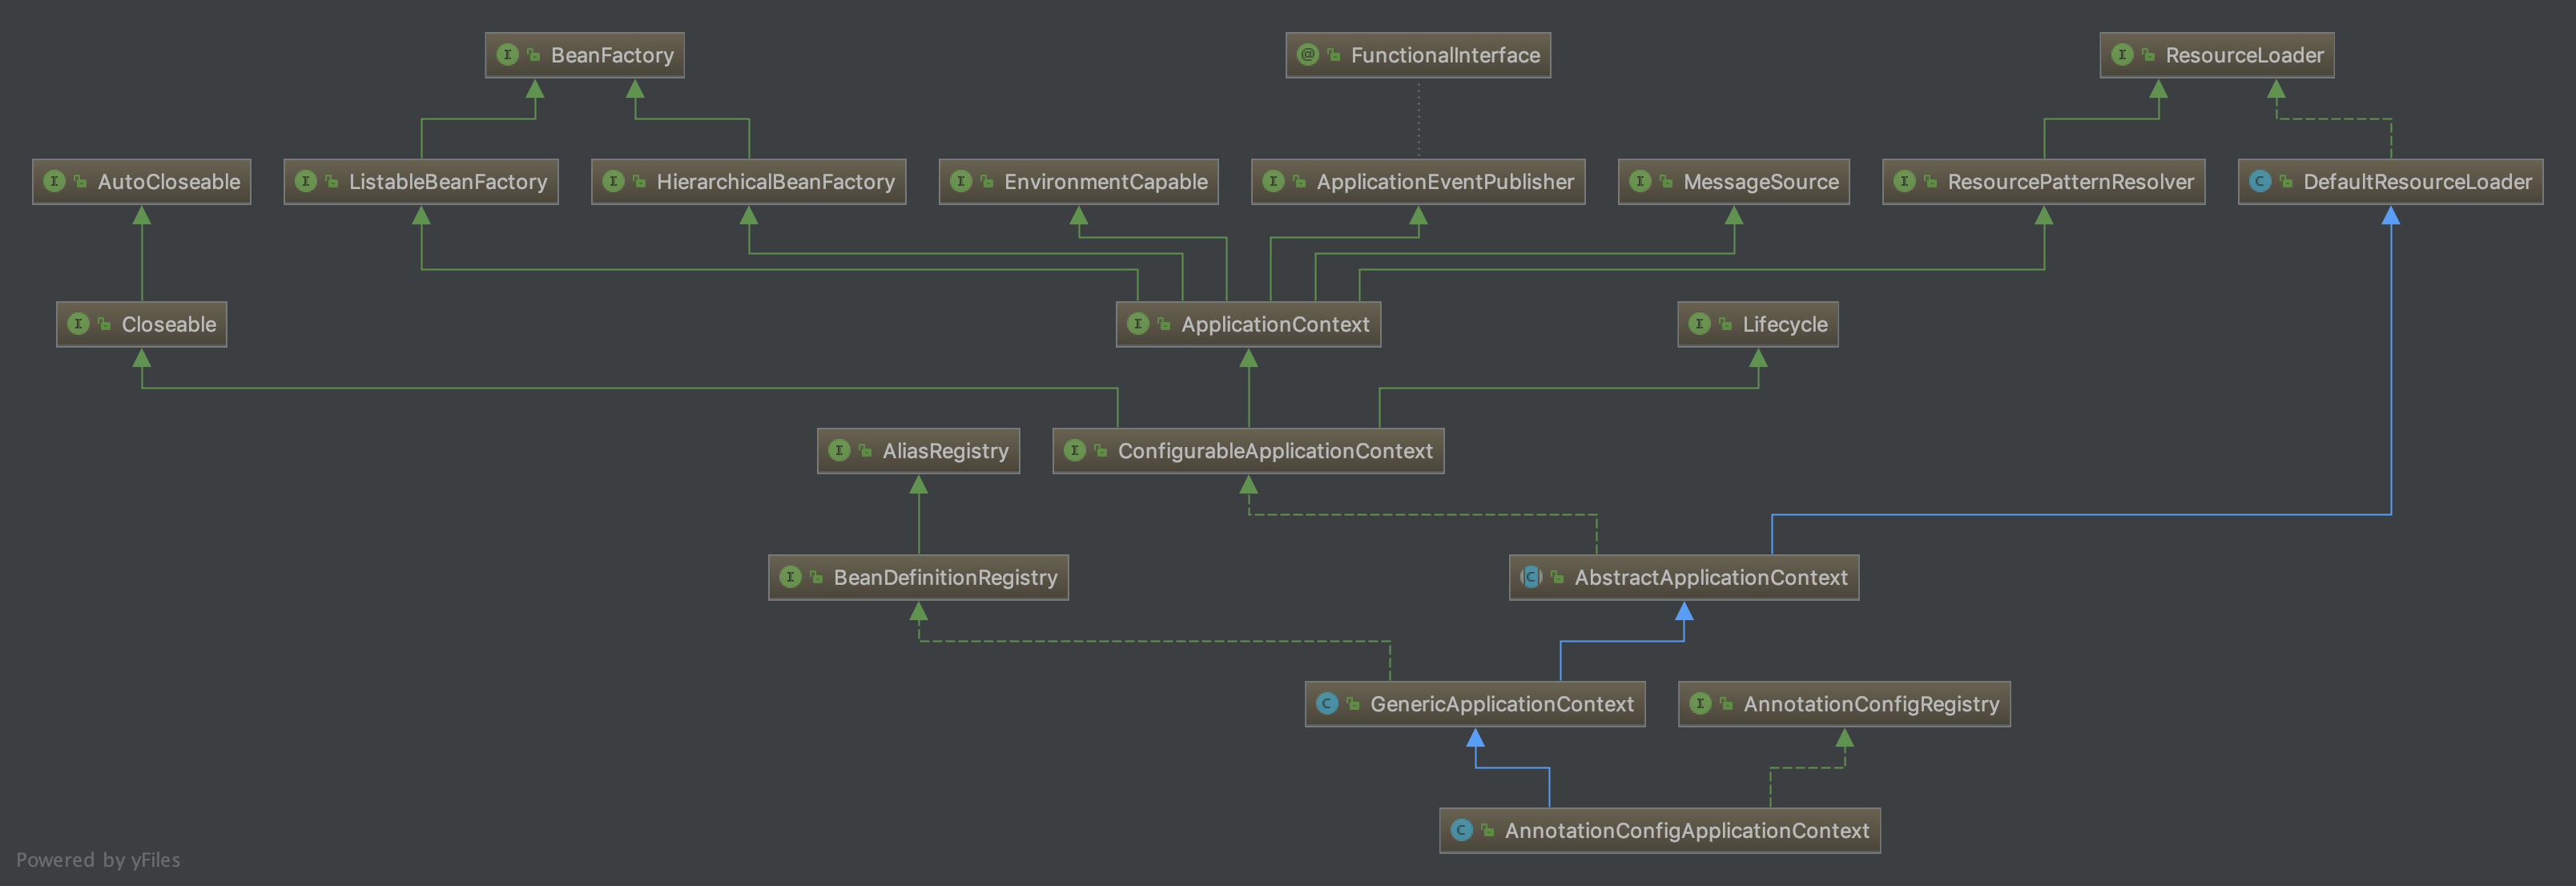 BeanFactory
FunctionalInterface
ResourceLoader
AutoCloseable
ListableBeanFactory
HierarchicalBeanFactory
EnvironmentCapable
ApplicationEventPublisher
MessageSource
ResourcePatternResolver
DefaultResourceLoader
Closeable
ApplicationContext
Lifecycle
AliasRegistry
ConfigurableApplicationContext
BeanDefinitionRegistry
AbstractApplicationContext
GenericApplicationContext
AnnotationConfigRegistry
AnnotationConfigApplicationContext
Powered by yFiles